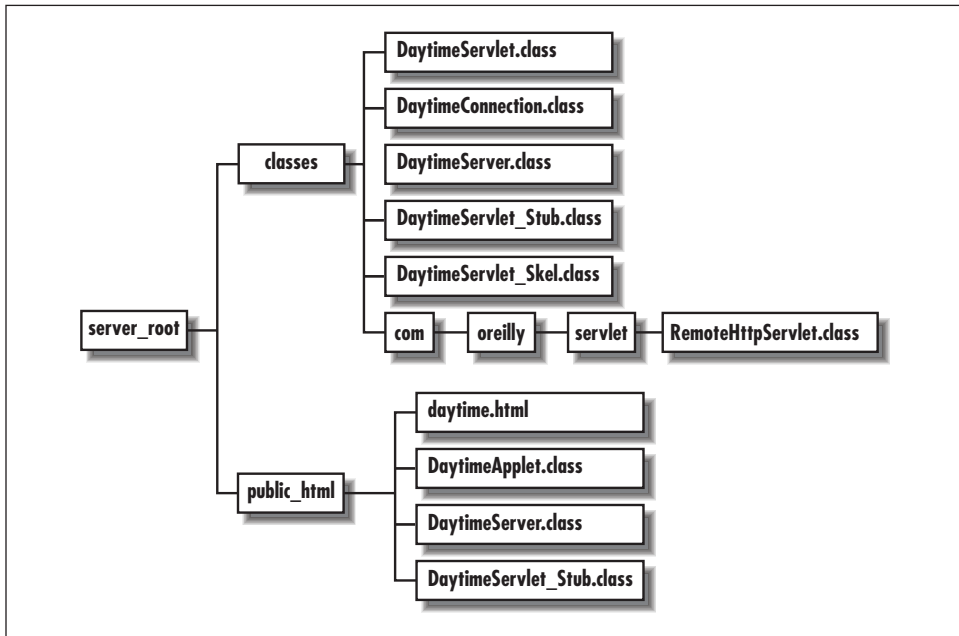 DaytimeServlet.class
DaytimeConnection.class
classes
DaytimeServer.class
DaytimeServlet_Stub.class
DaytimeServlet_Skel.class
server_root
com
oreilly
servlet
RemoteHttpServlet.class
daytime.html
DaytimeApplet.class
public_html
DaytimeServer.class
DaytimeServlet_Stub.class